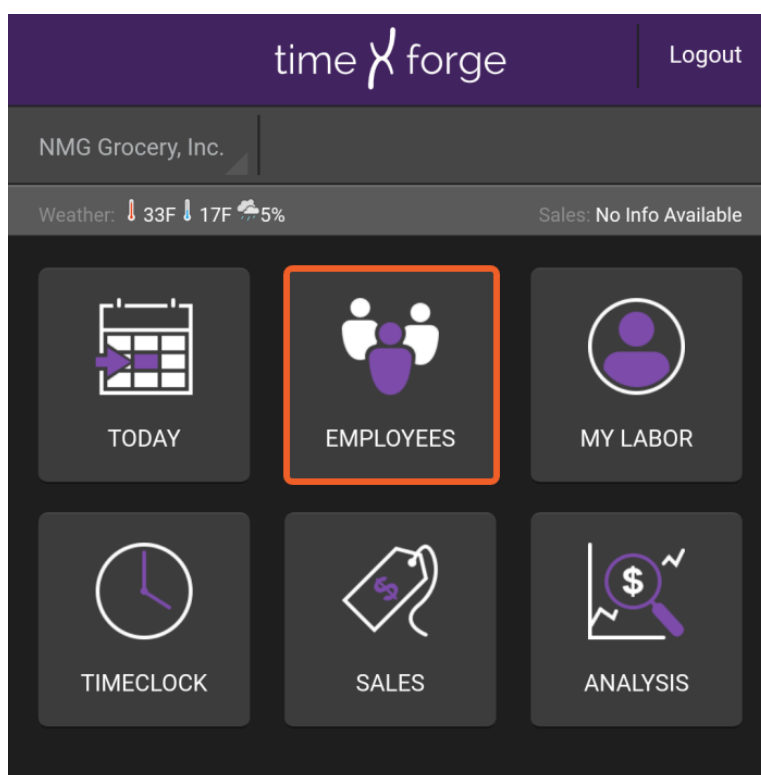 time forge
Logout
NMG Grocery, Inc.
Weather: 33F 17F 5%
Sales: No Info Available
TODAY
EMPLOYEES
MY LABOR
TIMECLOCK
$
SALES
$
ANALYSIS